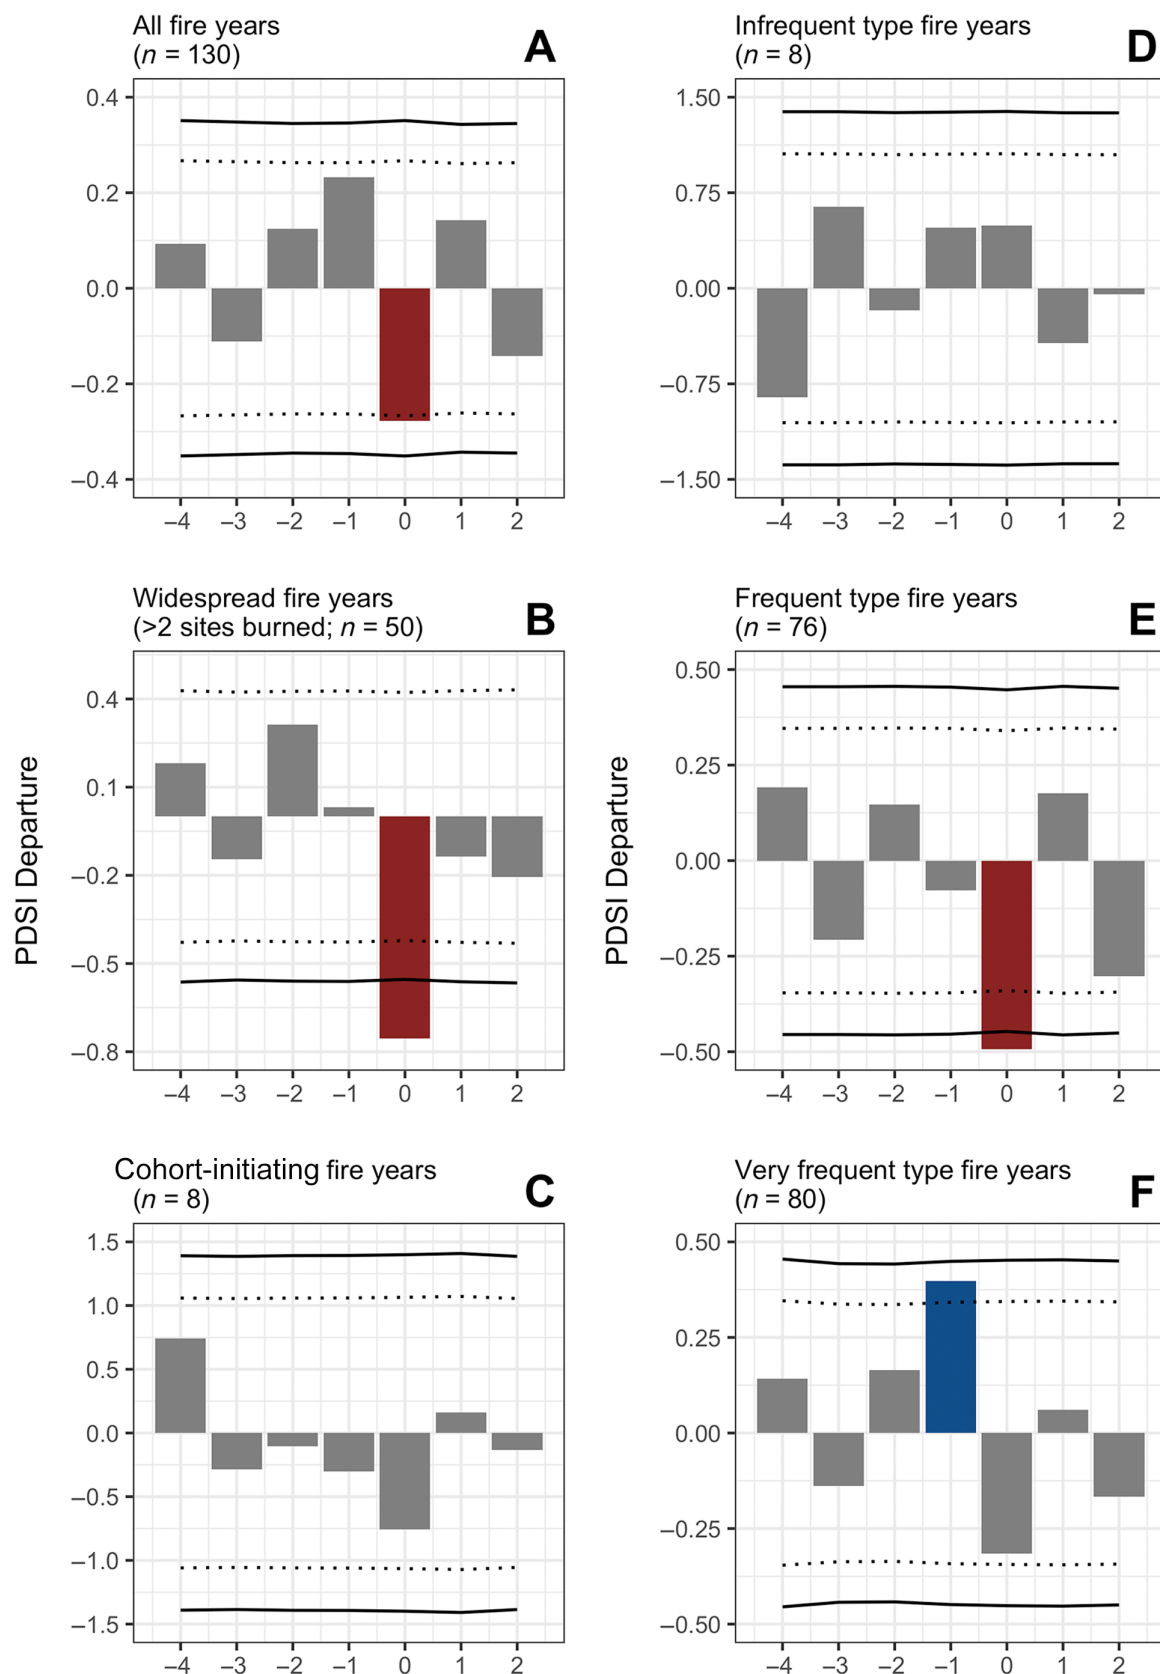 All fire years
(n = 130)
A
0.4
0.2
0.0
−0.2
−0.4
−4 −3 −2 −1 0 1 2
Infrequent type fire years
(n = 8)
D
1.50
0.75
0.00
−0.75
−1.50
−4 −3 −2 −1 0 1 2
Widespread fire years
(>2 sites burned; n = 50)
B
PDSI Departure
0.4
0.1
−0.2
−0.5
−0.8
−4 −3 −2 −1 0 1 2
Frequent type fire years
(n = 76)
E
PDSI Departure
0.50
0.25
0.00
−0.25
−0.50
−4 −3 −2 −1 0 1 2
Cohort-initiating fire years
(n = 8)
C
1.5
1.0
0.5
0.0
−0.5
−1.0
−1.5
−4 −3 −2 −1 0 1 2
Very frequent type fire years
(n = 80)
F
0.50
0.25
0.00
−0.25
−0.50
−4 −3 −2 −1 0 1 2